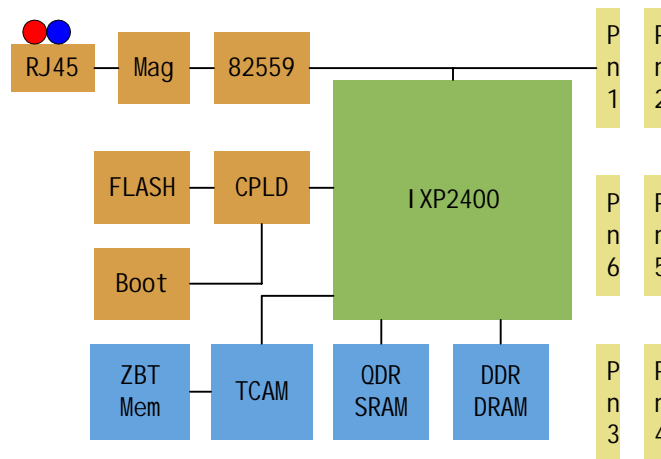 RJ45
Mag
82559
P
n
1
FLASH
CPLD
IXP2400
P
n
6
Boot
ZBT
Mem
TCAM
QDR
SRAM
DDR
DRAM
P
n
3